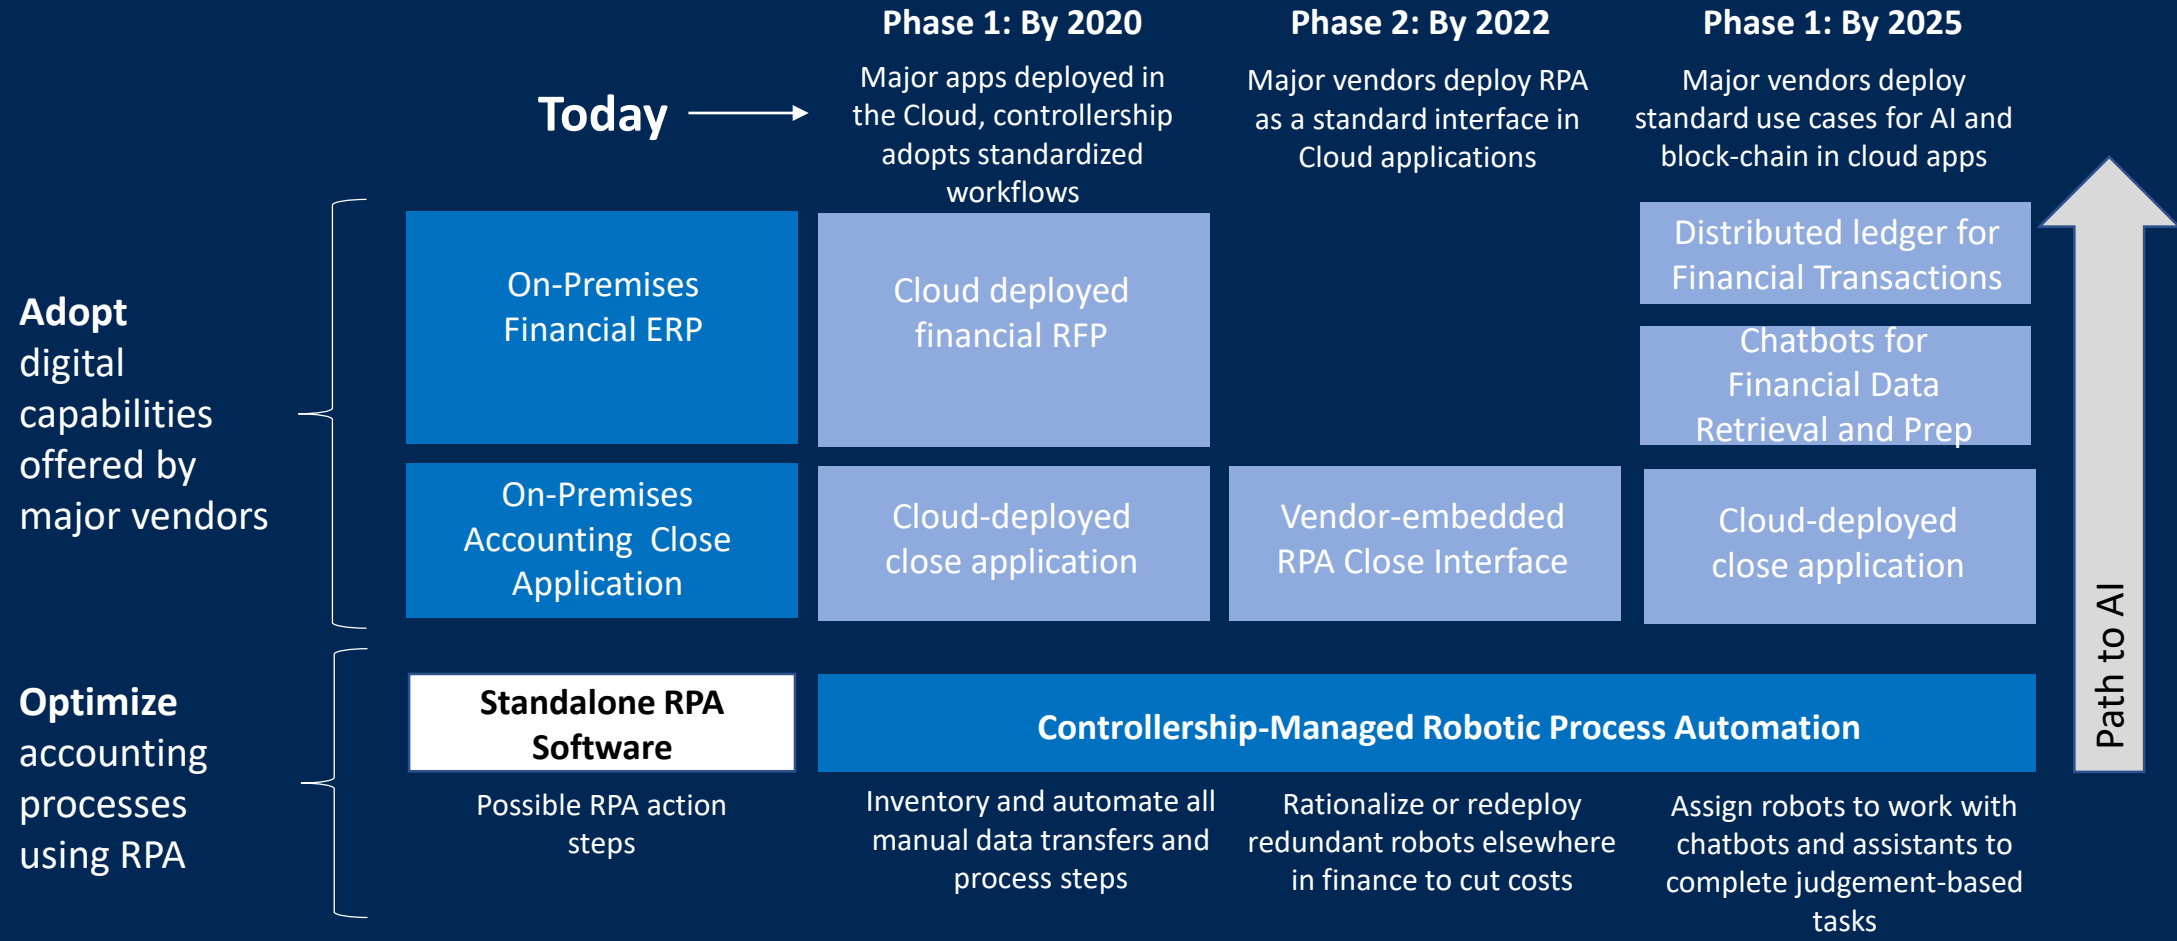 Phase 1: By 2020
Major apps deployed in
the Cloud, controllership
adopts standardized
workflows
Phase 2: By 2022
Major vendors deploy RPA
as a standard interface in
Cloud applications
Phase 1: By 2025
Major vendors deploy
standard use cases for AI and
block-chain in cloud apps
Today
Adopt
digital
capabilities
offered by
major vendors
On-Premises
Financial ERP
Cloud deployed
financial RFP
Distributed ledger for
Financial Transactions
Chatbots for
Financial Data
Retrieval and Prep
On-Premises
Accounting Close
Application
Cloud-deployed
close application
Vendor-embedded
RPA Close Interface
Cloud-deployed
close application
Path to AI
Optimize
accounting
processes
using RPA
Standalone RPA
Software
Controllership-Managed Robotic Process Automation
Possible RPA action
steps
Inventory and automate all
manual data transfers and
process steps
Rationalize or redeploy
redundant robots elsewhere
in finance to cut costs
Assign robots to work with
chatbots and assistants to
complete judgement-based
tasks